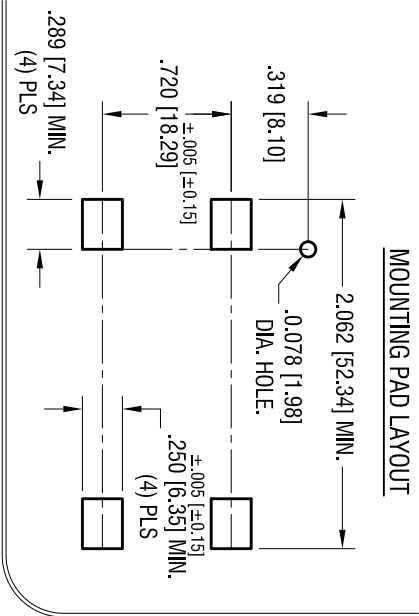 MOUNTING PAD LAYOUT
2.062 [52.34] MIN.
.319 [8.10]
.0.078 [1.98]
DIA. HOLE.
±.005 [±0.15]
.720 [18.29]
±.005 [±0.15]
.250 [6.35] MIN.
(4) PLS
.289 [7.34] MIN.
(4) PLS